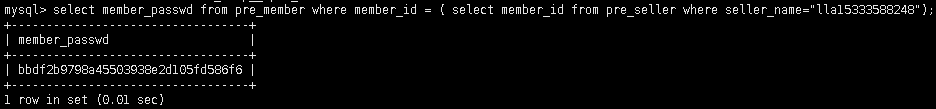 mysql> select member_passwd from pre_member where member_id = ( select member_id from pre_seller where seller_name="lla15333588248");
+----------------------------------+
| member_passwd                    |
+----------------------------------+
| bbdf2b9798a45503938e2d105fd586f6 |
+----------------------------------+
1 row in set (0.01 sec)